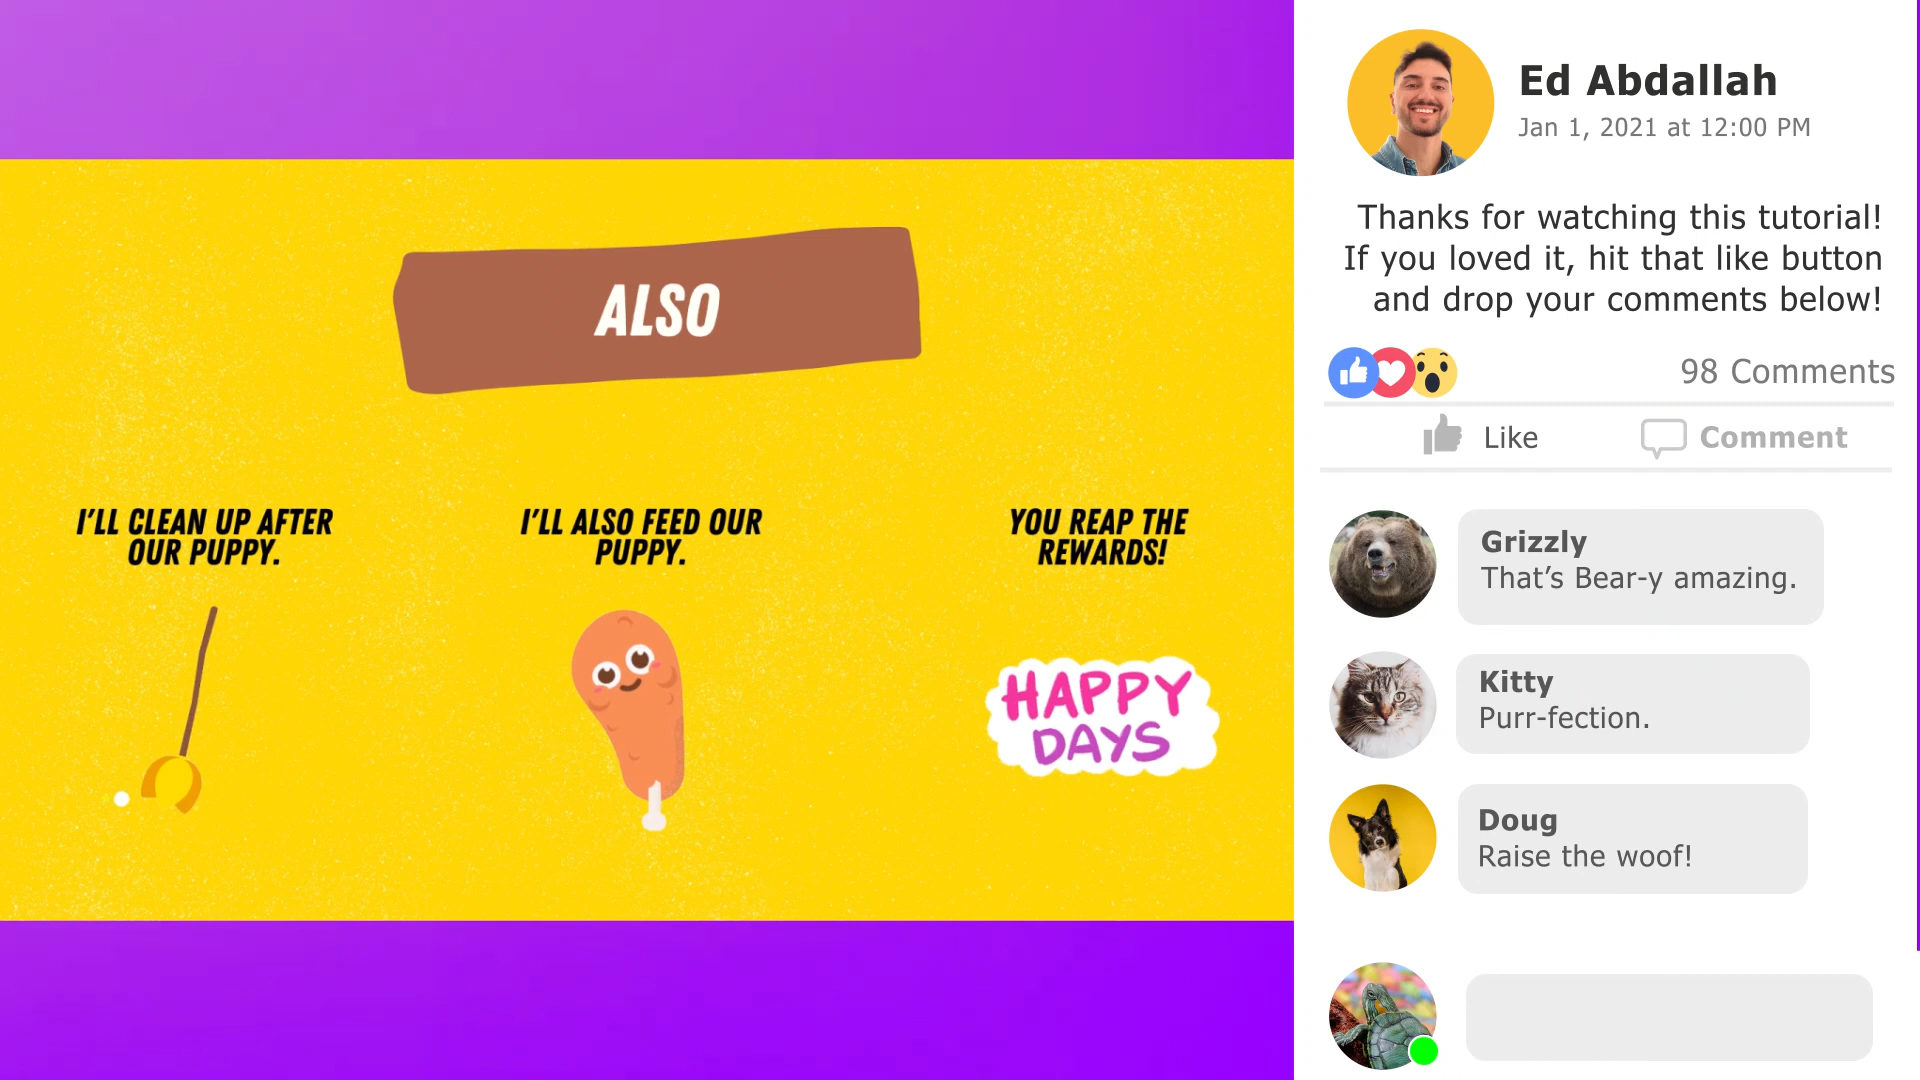 ALSO
I'LL CLEAN UP AFTER
OUR PUPPY.
I'LL ALSO FEED OUR
PUPPY.
YOU REAP THE
REWARDS!
HAPPY
DAYS
Ed Abdallah
Jan 1, 2021 at 12:00 PM
Thanks for watching this tutorial!
If you loved it, hit that like button
and drop your comments below!
98 Comments
Like
Comment
Grizzly
That's Bear-y amazing.
Kitty
Purr-fection.
Doug
Raise the woof!